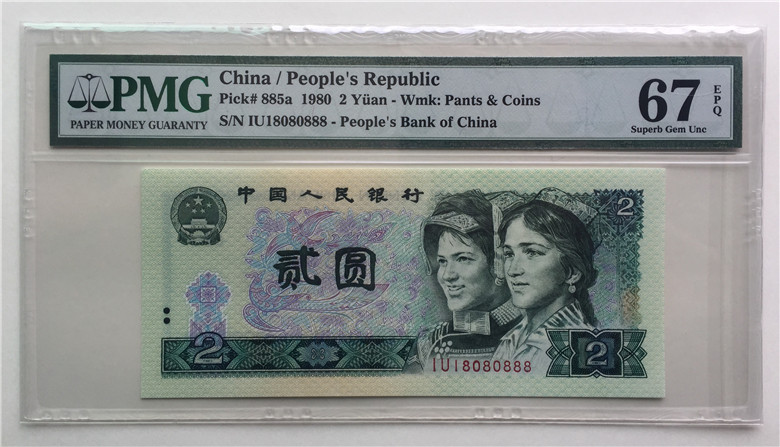 PMG
PAPER MONEY GUARANTY
China / People's Republic
Pick# 885a 1980 2 Yüan - Wmk: Pants & Coins
S/N IU18080888 - People's Bank of China
67
EPQ
Superb Gem Unc
中国人民银行
2
贰圆
2
2
IU18080888